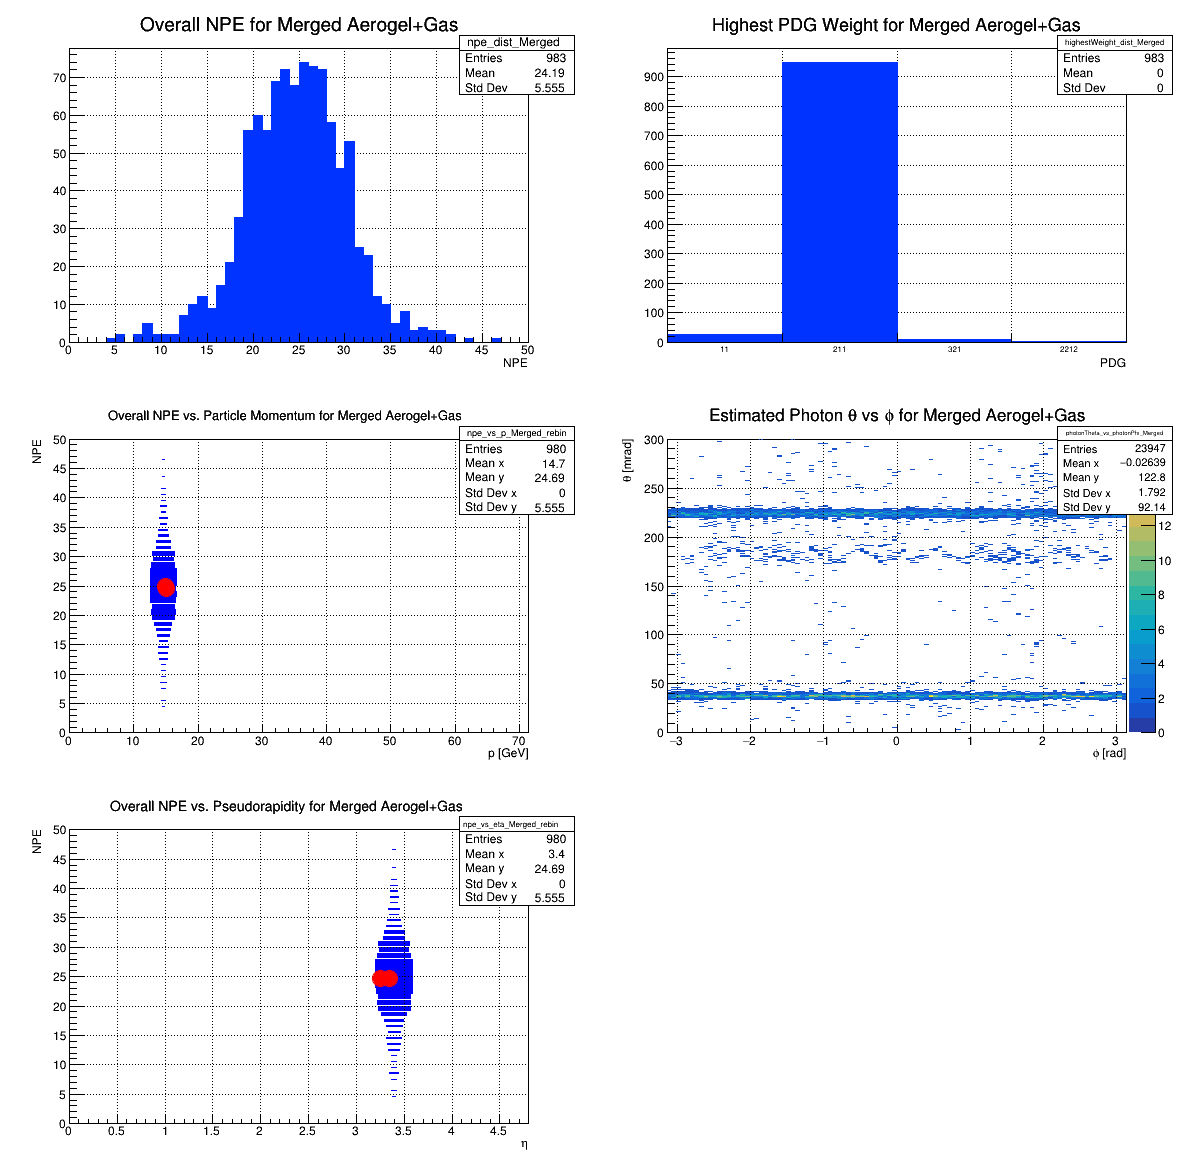 Overall NPE for Merged Aerogel+Gas
npe_dist_Merged
Entries 983
Mean 24.19
Std Dev 5.555
70
60
50
40
30
20
10
0
0 5 10 15 20 25 30 35 40 45 50
NPE
Highest PDG Weight for Merged Aerogel+Gas
highestWeight_dist_Merged
Entries 983
Mean 0
Std Dev 0
900
800
700
600
500
400
300
200
100
0
11 211 321 2212
PDG
Overall NPE vs. Particle Momentum for Merged Aerogel+Gas
npe_vs_p_Merged_rebin
Entries 980
Mean x 14.7
Mean y 24.69
Std Dev x 0
Std Dev y 5.555
NPE
50
45
40
35
30
25
20
15
10
5
0
0 10 20 30 40 50 60 70
p [GeV]
Estimated Photon θ vs ϕ for Merged Aerogel+Gas
photonTheta_vs_photonPhi_Merged
Entries 23947
Mean x −0.02639
Mean y 122.8
Std Dev x 1.792
Std Dev y 92.14
θ [mrad]
300
250
200
150
100
50
0
−3 −2 −1 0 1 2 3
ϕ [rad]
12
10
8
6
4
2
0
Overall NPE vs. Pseudorapidity for Merged Aerogel+Gas
npe_vs_eta_Merged_rebin
Entries 980
Mean x 3.4
Mean y 24.69
Std Dev x 0
Std Dev y 5.555
NPE
50
45
40
35
30
25
20
15
10
5
0
0 0.5 1 1.5 2 2.5 3 3.5 4 4.5
η